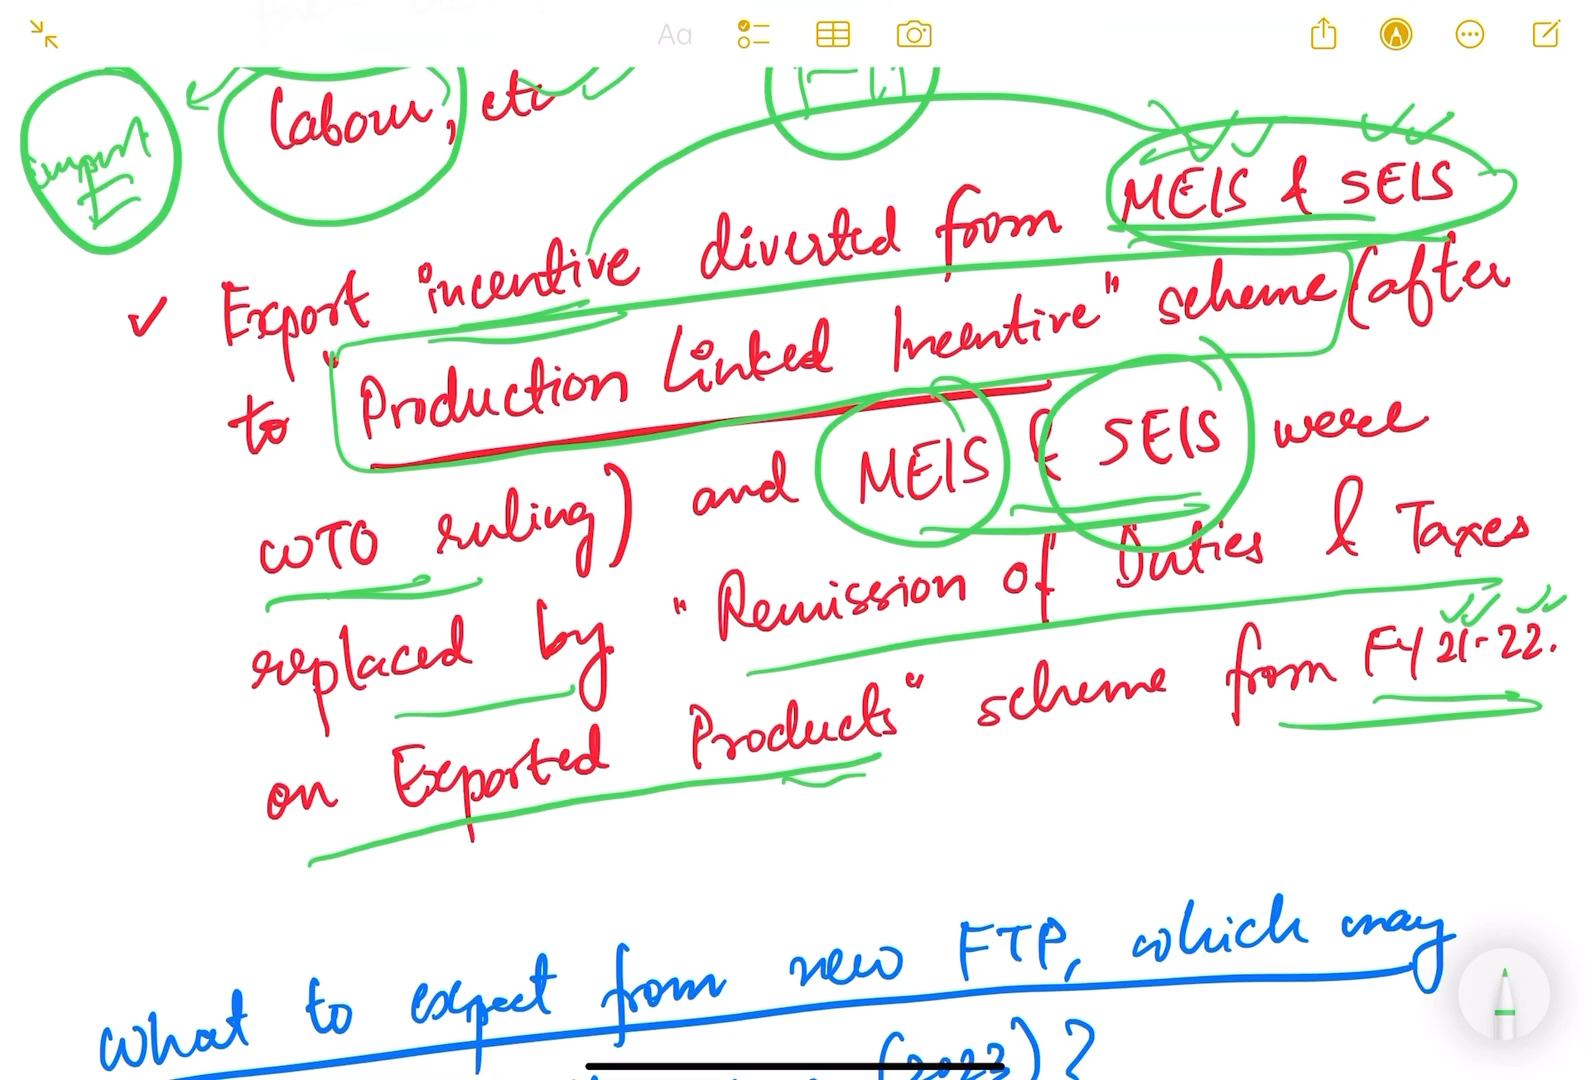 Aa
labour, etc
import
MEIS & SEIS
✓ Export incentive diverted from
to "Production Linked Incentive" scheme (after
WTO ruling) and MEIS & SEIS were
replaced by "Remission of Duties & Taxes
on Exported Products" scheme from FY 21-22.
What to expect from new FTP, which may
(2023)?